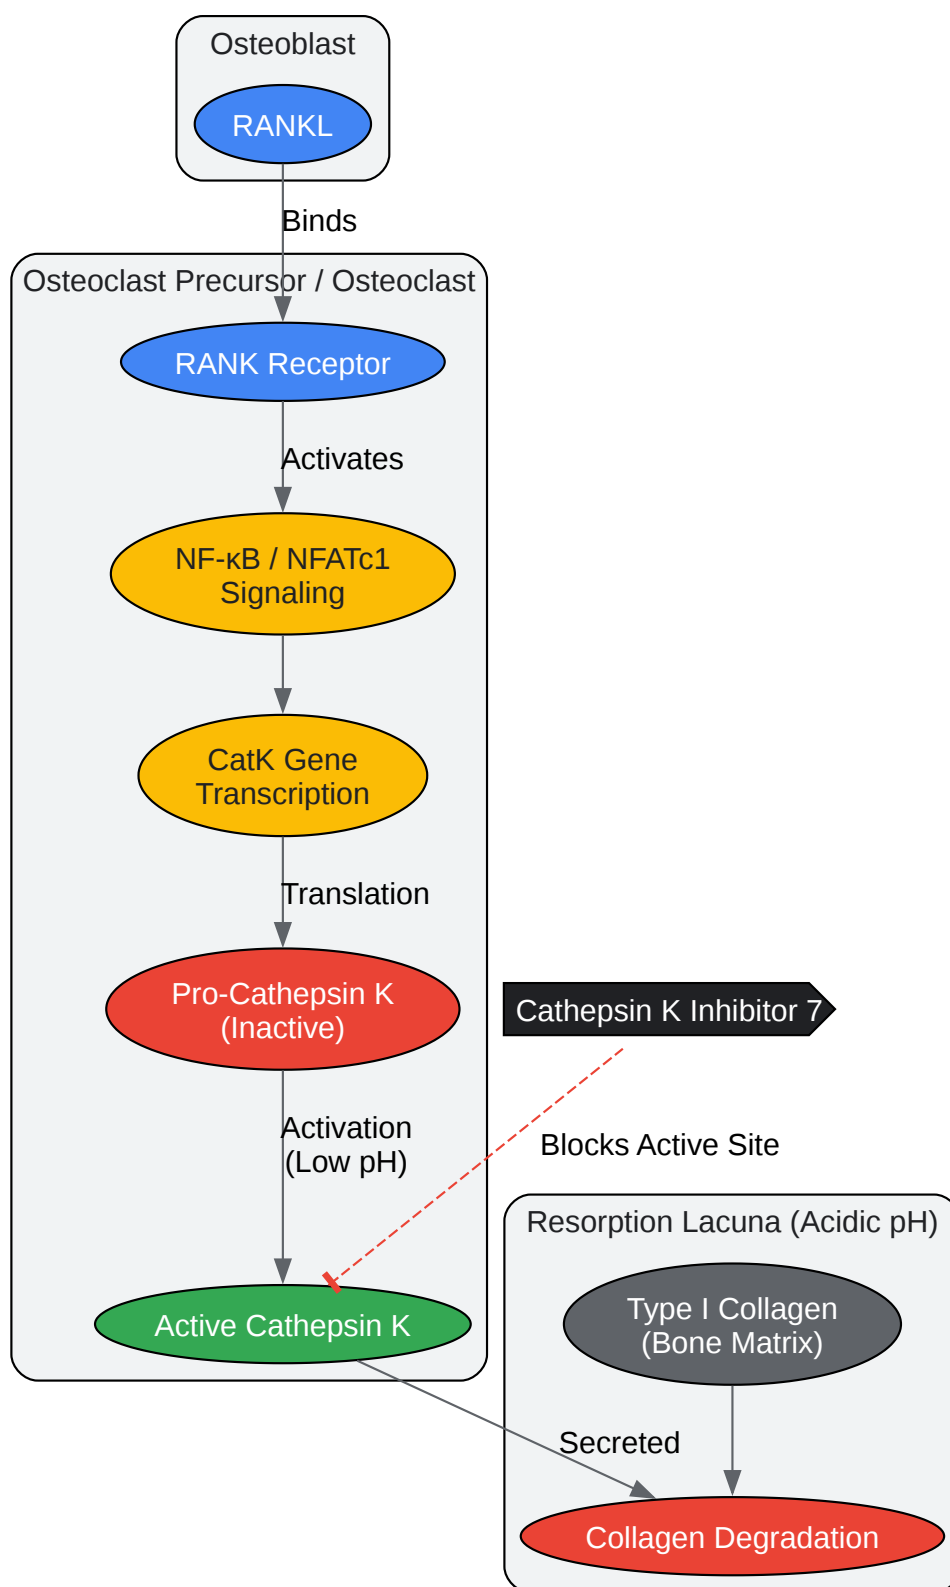 Osteoblast
RANKL
Binds
Osteoclast Precursor / Osteoclast
RANK Receptor
Activates
NF-κB / NFATc1
Signaling
CatK Gene
Transcription
Translation
Pro-Cathepsin K
(Inactive)
Cathepsin K Inhibitor 7
Activation
(Low pH)
Blocks Active Site
Resorption Lacuna (Acidic pH)
Type I Collagen
(Bone Matrix)
Active Cathepsin K
Secreted
Collagen Degradation